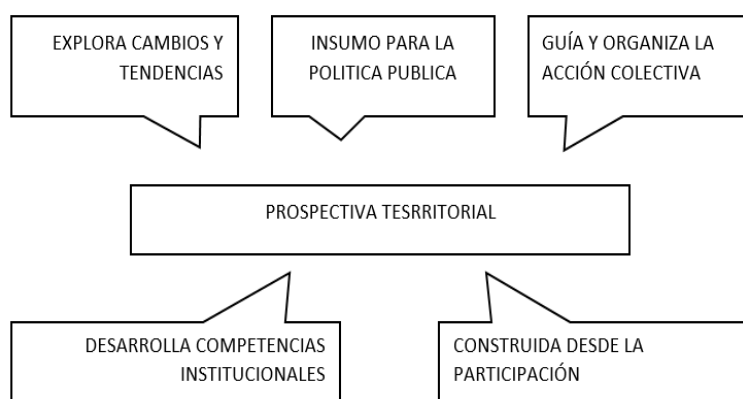 EXPLORA CAMBIOS Y
TENDENCIAS
INSUMO PARA LA
POLITICA PUBLICA
GUÍA Y ORGANIZA LA
ACCIÓN COLECTIVA
PROSPECTIVA TESRRITORIAL
DESARROLLA COMPETENCIAS
INSTITUCIONALES
CONSTRUIDA DESDE LA
PARTICIPACIÓN